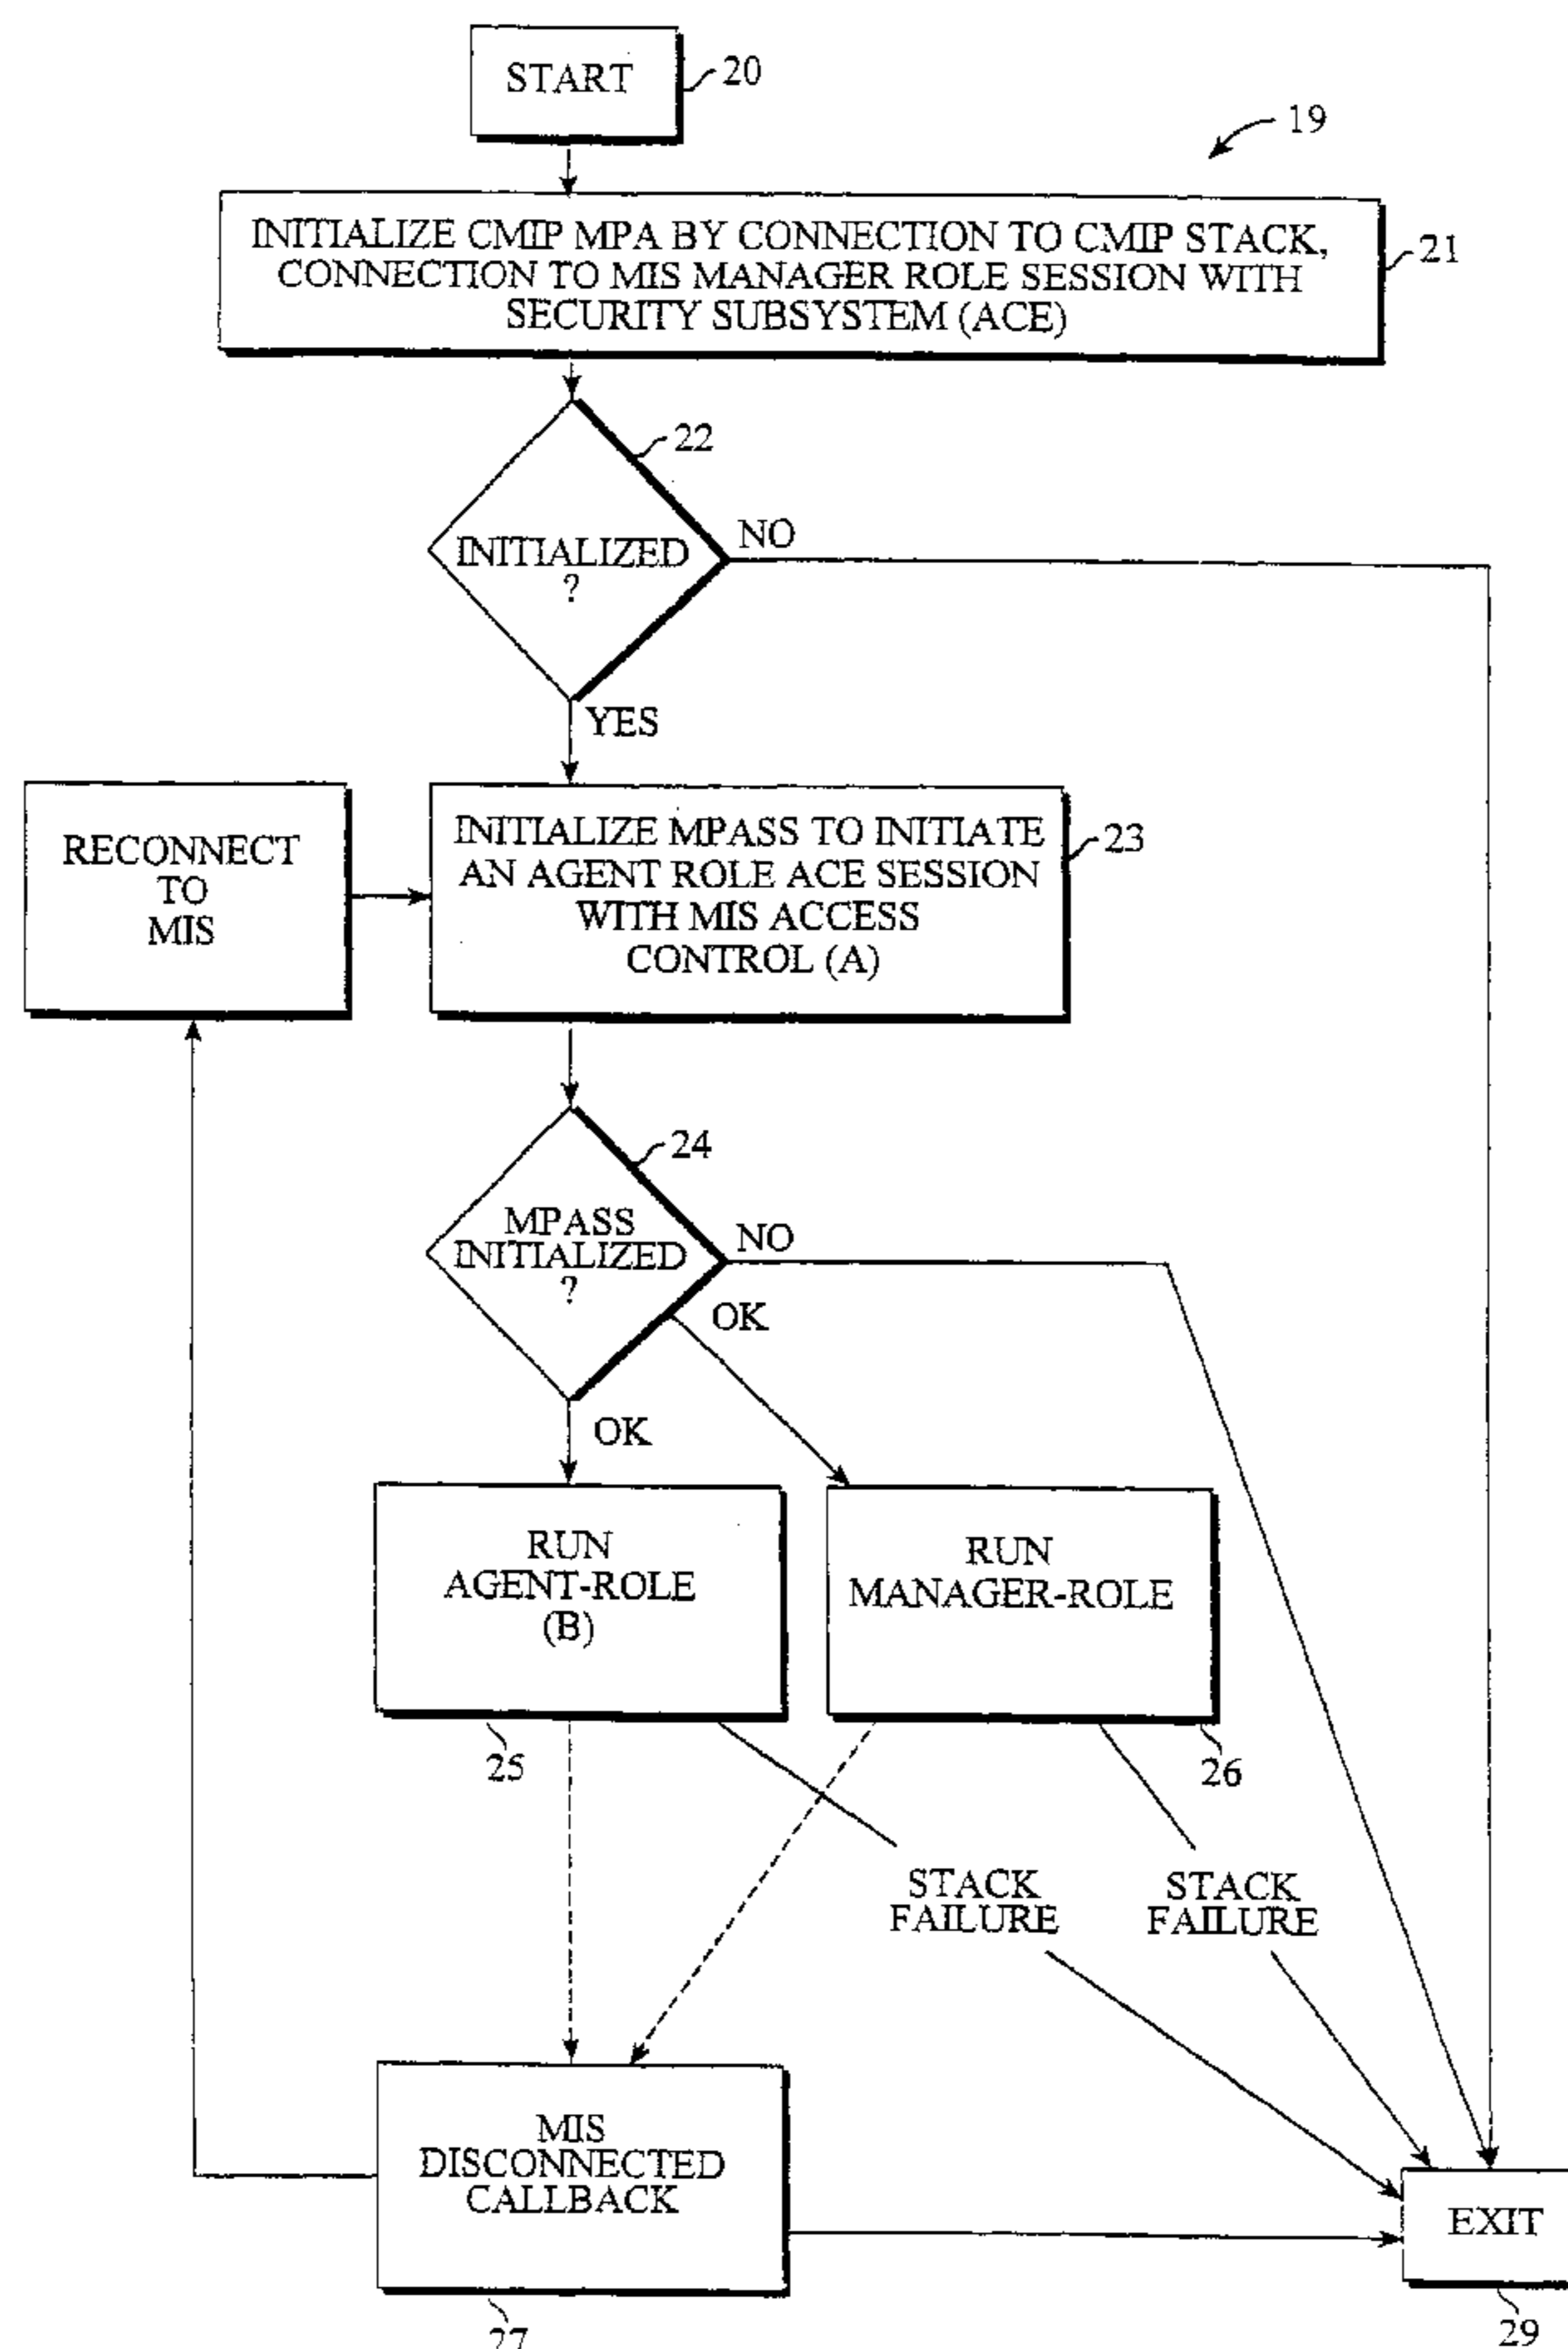 START
20
19
INITIALIZE CMIP MPA BY CONNECTION TO CMIP STACK,
CONNECTION TO MIS MANAGER ROLE SESSION WITH
SECURITY SUBSYSTEM (ACE)
21
22
INITIALIZED
?
NO
YES
RECONNECT
TO
MIS
INITIALIZE MPASS TO INITIATE
AN AGENT ROLE ACE SESSION
WITH MIS ACCESS
CONTROL (A)
23
24
MPASS
INITIALIZED
?
NO
OK
OK
RUN
AGENT-ROLE
(B)
25
RUN
MANAGER-ROLE
26
STACK
FAILURE
STACK
FAILURE
MIS
DISCONNECTED
CALLBACK
27
EXIT
29